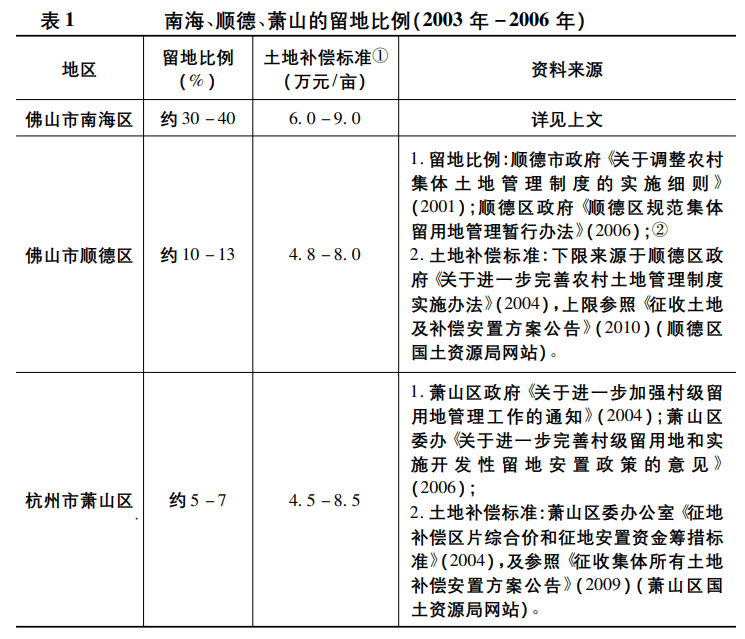 表1 南海、顺德、萧山的留地比例(2003年-2006年)
地区 留地比例(%) 土地补偿标准①(万元/亩) 资料来源
佛山市南海区 约30-40 6.0-9.0 详见上文
佛山市顺德区 约10-13 4.8-8.0
1. 留地比例:顺德市政府《关于调整农村
集体土地管理制度的实施细则》
(2001);顺德区政府《顺德区规范集体
留用地管理暂行办法》(2006);②
2. 土地补偿标准:下限来源于顺德区政
府《关于进一步完善农村土地管理制度
实施办法》(2004),上限参照《征收土地
及补偿安置方案公告》(2010)(顺德区
国土资源局网站)。
杭州市萧山区 约5-7 4.5-8.5
1. 萧山区政府《关于进一步加强村级留
用地管理工作的通知》(2004);萧山区
委办《关于进一步完善村级留用地和实
施开发性留地安置政策的意见》
(2006);
2. 土地补偿标准:萧山区委办公室《征地
补偿区片综合价和征地安置资金筹措标
准》(2004),及参照《征收集体所有土地
补偿安置方案公告》(2009)(萧山区国
土资源局网站)。